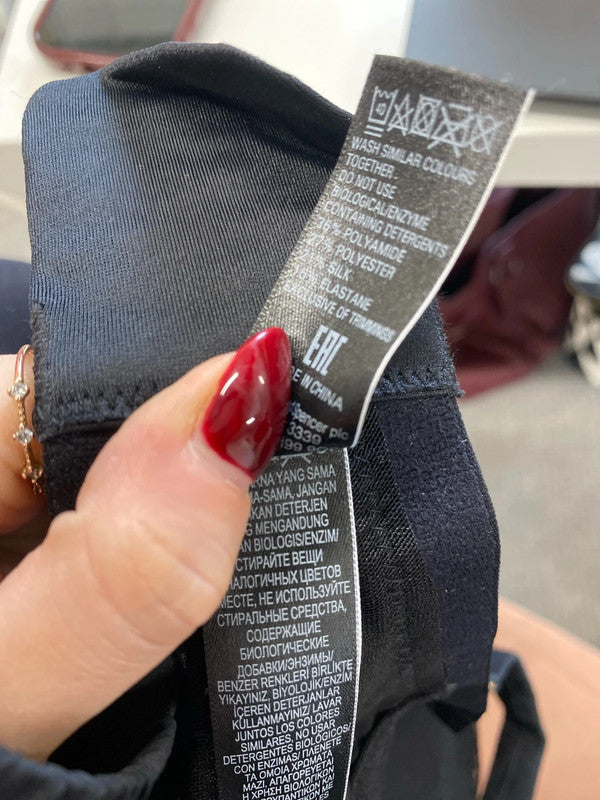 40
WASH SIMILAR COLOURS
TOGETHER.
DO NOT USE
BIOLOGICAL/ENZYME
CONTAINING DETERGENTS
POLYAMIDE
POLYESTER
SILK
ELASTANE
EXCLUSIVE OF TRIMMINGS
EAC
MADE IN CHINA
Spencer plc
3339
YANG SAMA
JANGAN
DETERJEN
MENGANDUNG
BIOLOGIS/ENZIM/
СТИРАЙТЕ ВЕЩИ
АНАЛОГИЧНЫХ ЦВЕТОВ
ВМЕСТЕ, НЕ ИСПОЛЬЗУЙТЕ
СТИРАЛЬНЫЕ СРЕДСТВА,
СОДЕРЖАЩИЕ
БИОЛОГИЧЕСКИЕ
ДОБАВКИ/ЭНЗИМЫ/
BENZER RENKLERI BİRLİKTE
YIKAYINIZ, BİYOLOJİK/ENZİM
İÇEREN DETERJANLAR
KULLANMAYINIZ/ LAVAR
JUNTOS LOS COLORES
SIMILARES. NO USAR
DETERGENTES BIOLÓGICOS/
CON ENZIMAS/ ΠΛΕΝΕΤΕ
ΤΑ ΟΜΟΙΑ ΧΡΩΜΑΤΑ
ΜΑΖΙ, ΑΠΑΓΟΡΕΥΕΤΑΙ
Η ΧΡΗΣΗ ΒΙΟΛΟΓΙΚΩΝ